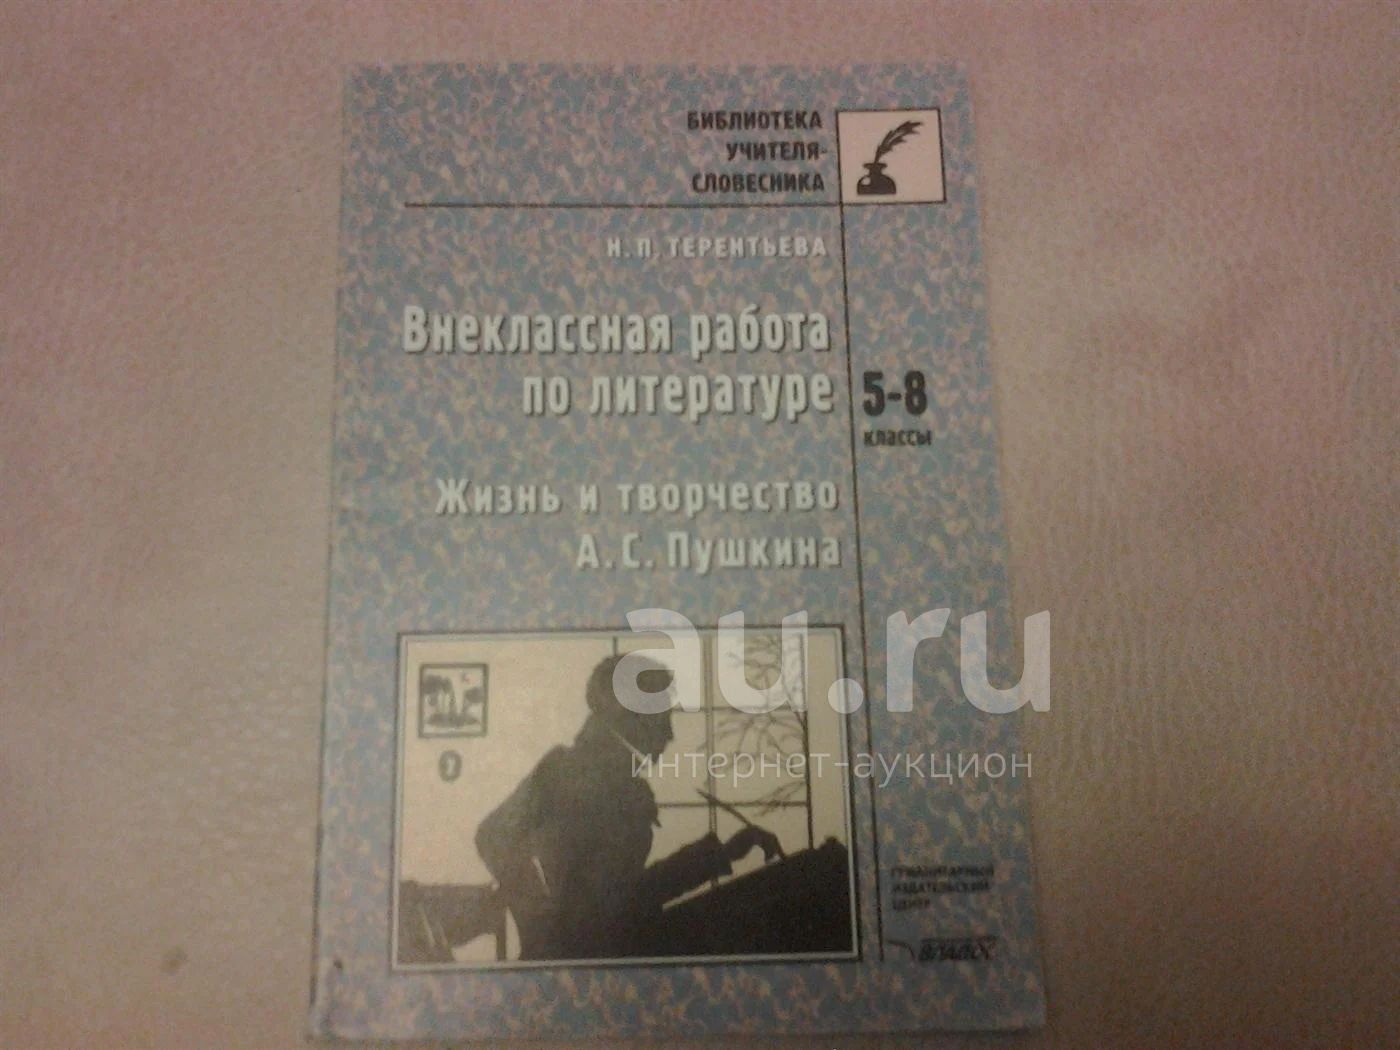 БИБЛИОТЕКА
УЧИТЕЛЯ-
СЛОВЕСНИКА
Н. П. ТЕРЕНТЬЕВА
Внеклассная работа
по литературе
5-8
классы
Жизнь и творчество
А. С. Пушкина
au.ru
интернет-аукцион
ГУМАНИТАРНЫЙ
ИЗДАТЕЛЬСКИЙ
ЦЕНТР
ВЛАДОС